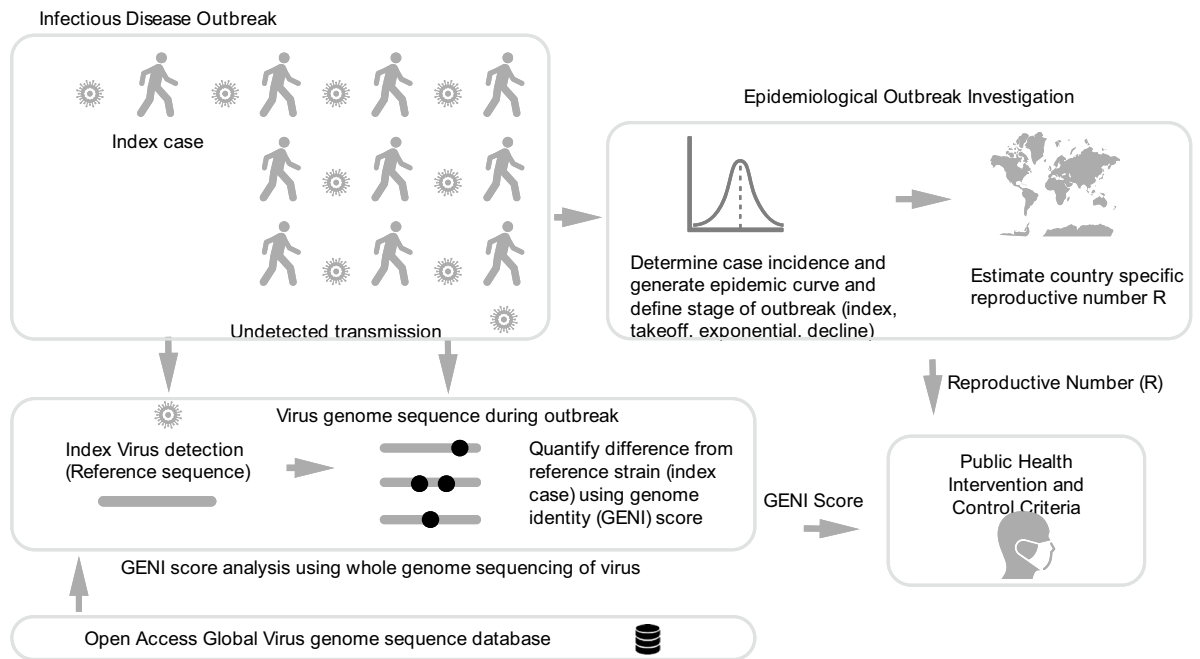 Infectious Disease Outbreak
Index case
Undetected transmission
Epidemiological Outbreak Investigation
Determine case incidence and
generate epidemic curve and
define stage of outbreak (index,
takeoff, exponential, decline)
Estimate country specific
reproductive number R
Reproductive Number (R)
Virus genome sequence during outbreak
Index Virus detection
(Reference sequence)
Quantify difference from
reference strain (index
case) using genome
identity (GENI) score
GENI Score
Public Health
Intervention and
Control Criteria
GENI score analysis using whole genome sequencing of virus
Open Access Global Virus genome sequence database